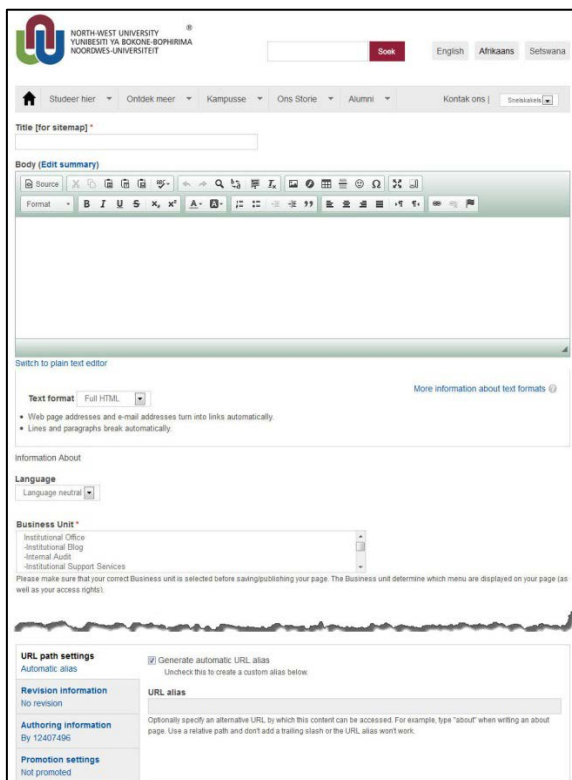 NORTH-WEST UNIVERSITY ®
YUNIBESITI YA BOKONE-BOPHIRIMA
NOORDWES-UNIVERSITEIT
Soek
English Afrikaans Setswana
Studeer hier Ontdek meer Kampusse Ons Storie Alumni Kontak ons | Snelskakels
Title [for sitemap] *
Body (Edit summary)
Source
Format B I U S x₂ x² A A
Switch to plain text editor
Text format Full HTML
More information about text formats
• Web page addresses and e-mail addresses turn into links automatically.
• Lines and paragraphs break automatically.
Information About
Language
Language neutral
Business Unit *
Institutional Office
-Institutional Blog
-Internal Audit
-Institutional Support Services
Please make sure that your correct Business unit is selected before saving/publishing your page. The Business unit determine which menu are displayed on your page (as
well as your access rights).
URL path settings
Automatic alias
Revision information
No revision
Authoring information
By 12407496
Promotion settings
Not promoted
Generate automatic URL alias
Uncheck this to create a custom alias below.
URL alias
Optionally specify an alternative URL by which this content can be accessed. For example, type "about" when writing an about
page. Use a relative path and don't add a trailing slash or the URL alias won't work.